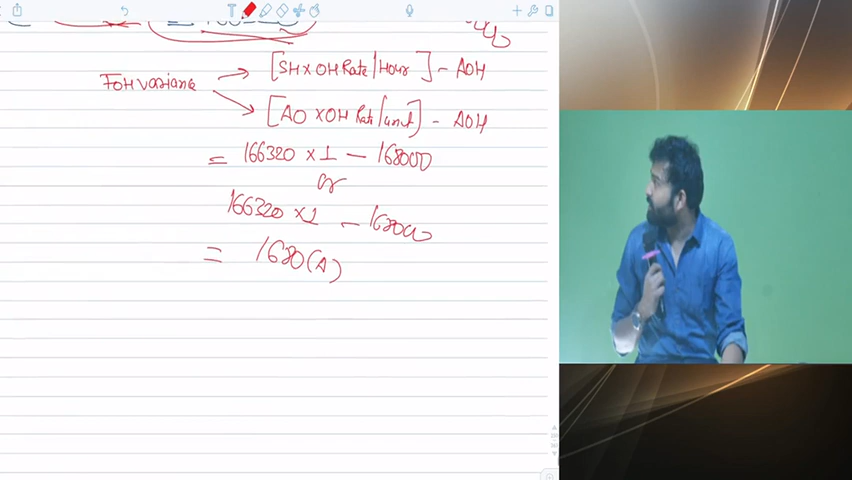 FOH variance → [SH x OH Rate/Hour] - AOH
→ [AO x OH Rate/unit] - AOH
= 166320 x 1 - 168000
or
166320 x 1 - 168000
= 1680 (A)